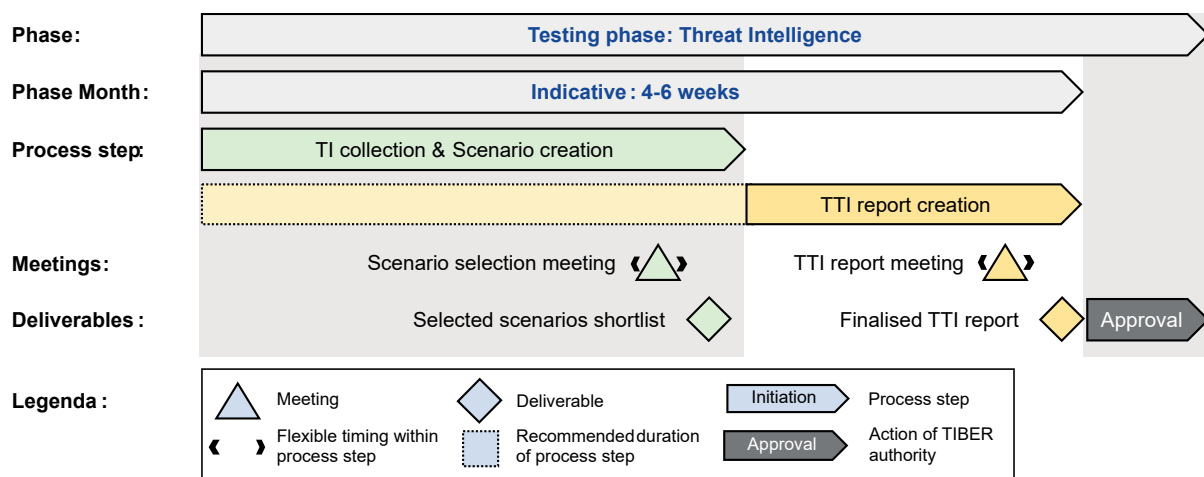 Phase:
Testing phase: Threat Intelligence
Phase Month:
Indicative: 4-6 weeks
Process step:
TI collection & Scenario creation
TTI report creation
Meetings:
Scenario selection meeting
TTI report meeting
Deliverables:
Selected scenarios shortlist
Finalised TTI report
Approval
Legenda:
Meeting
Deliverable
Initiation
Process step
Flexible timing within
process step
Recommended duration
of process step
Approval
Action of TIBER
authority